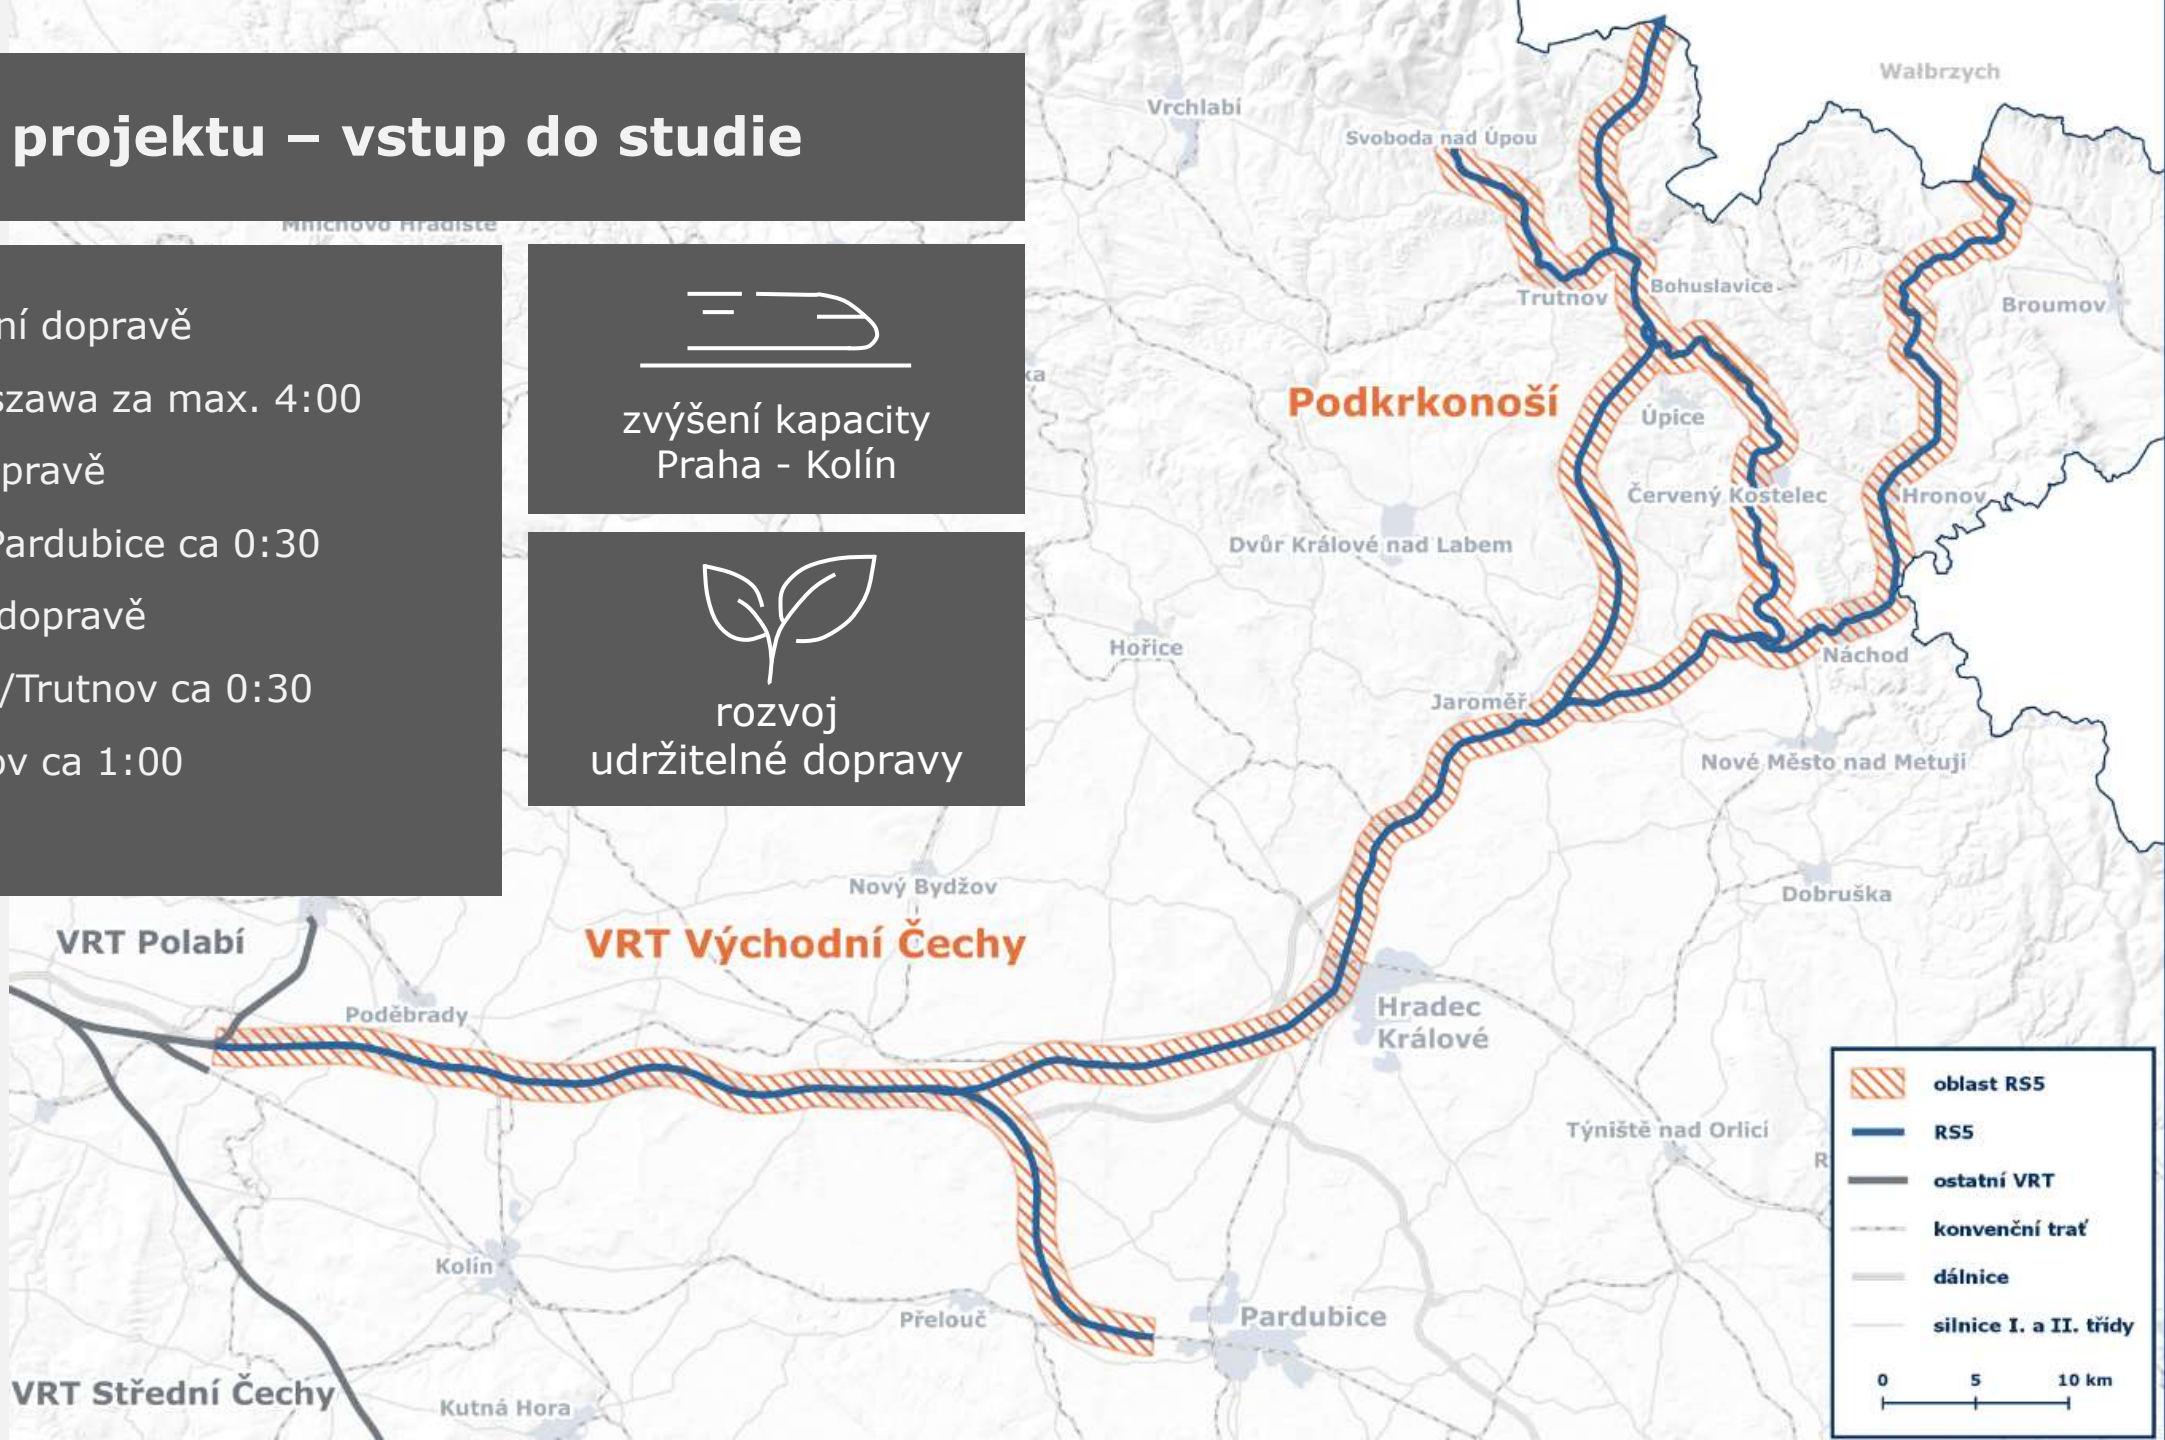 projektu – vstup do studie
ní dopravě
szawa za max. 4:00
pravě
Pardubice ca 0:30
dopravě
/Trutnov ca 0:30
ov ca 1:00
zvýšení kapacity
Praha - Kolín
rozvoj
udržitelné dopravy
Mnichovo Hradiště
Wałbrzych
Vrchlabí
Svoboda nad Úpou
Trutnov
Bohuslavice
Broumov
ka
Podkrkonoší
Úpice
Červený Kostelec
Hronov
Dvůr Králové nad Labem
Hořice
Náchod
Jaroměř
Nové Město nad Metují
Nový Bydžov
Dobruška
VRT Polabí
VRT Východní Čechy
Poděbrady
Hradec
Králové
Týniště nad Orlicí
R
Kolín
Přelouč
Pardubice
VRT Střední Čechy
Kutná Hora
oblast RS5
RS5
ostatní VRT
konvenční trať
dálnice
silnice I. a II. třídy
0 5 10 km